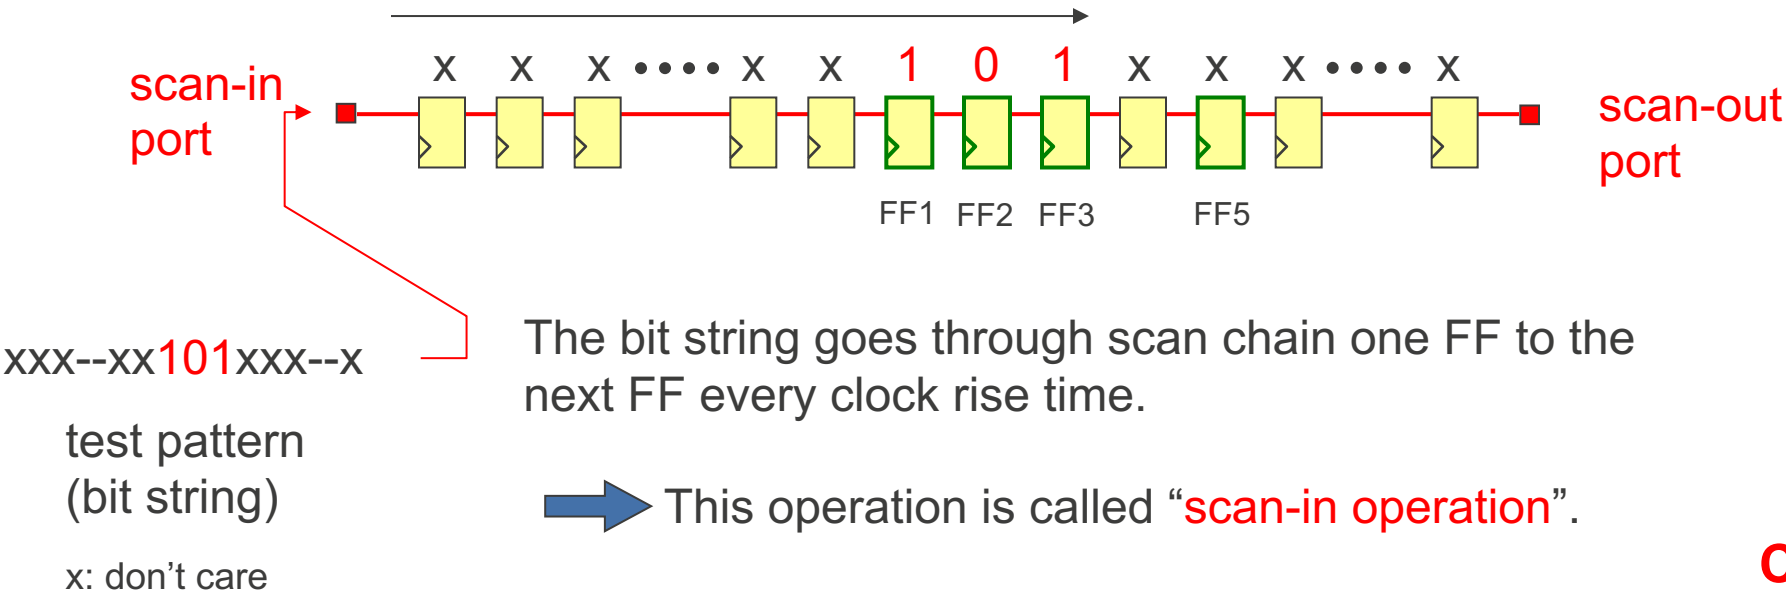 x x x •••• x x 1 0 1 x x x •••• x
scan-in
port
scan-out
port
FF1 FF2 FF3 FF5
xxx--xx101xxx--x
The bit string goes through scan chain one FF to the
next FF every clock rise time.
test pattern
(bit string)
This operation is called “scan-in operation”.
x: don’t care